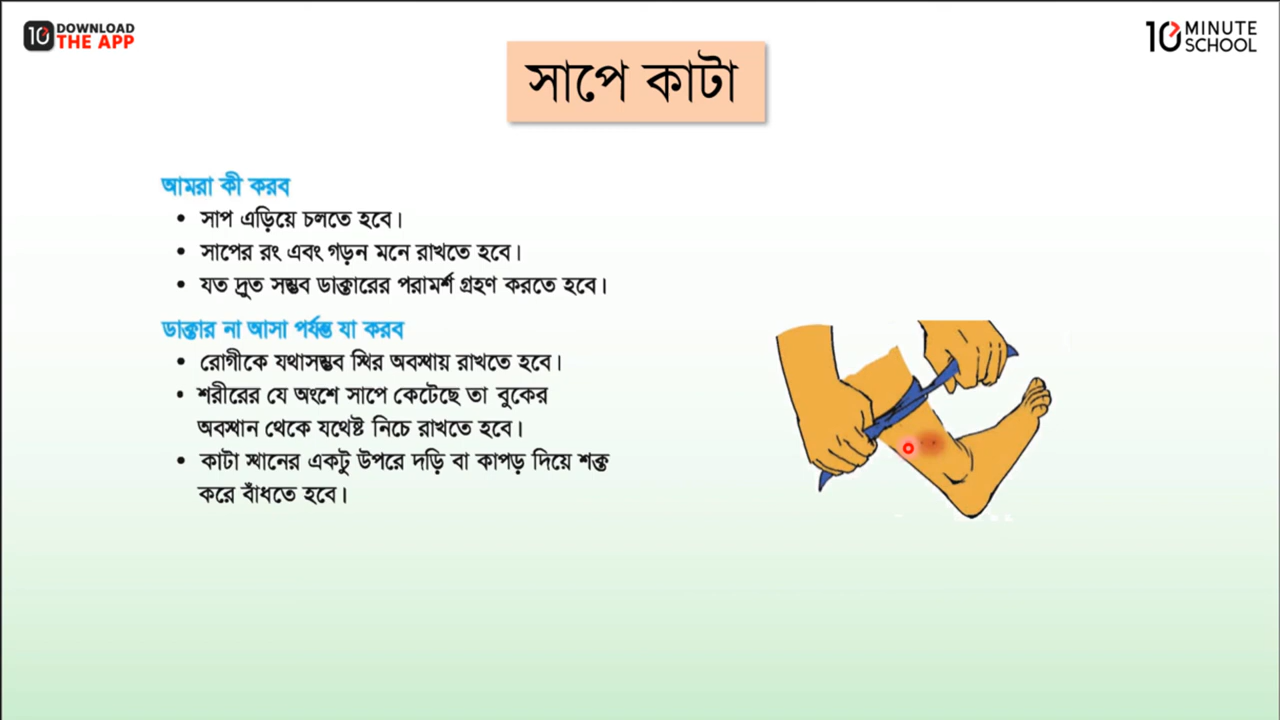 10 DOWNLOAD THE APP
10 MINUTE SCHOOL
সাপে কাটা
আমরা কী করব
• সাপ এড়িয়ে চলতে হবে।
• সাপের রং এবং গড়ন মনে রাখতে হবে।
• যত দ্রুত সম্ভব ডাক্তারের পরামর্শ গ্রহণ করতে হবে।
ডাক্তার না আসা পর্যন্ত যা করব
• রোগীকে যথাসম্ভব স্থির অবস্থায় রাখতে হবে।
• শরীরের যে অংশে সাপে কেটেছে তা বুকের
অবস্থান থেকে যথেষ্ট নিচে রাখতে হবে।
• কাটা স্থানের একটু উপরে দড়ি বা কাপড় দিয়ে শক্ত
করে বাঁধতে হবে।